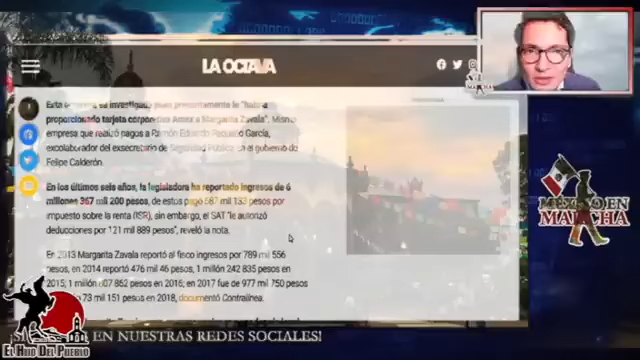 LA OCTAVA
Esta empresa es investigada pues presuntamente le "habría
proporcionado tarjeta corporativa Amex a Margarita Zavala". Misma
empresa que realizó pagos a Ramón Eduardo Pequeño García,
excolaborador del exsecretario de Seguridad Pública en el gobierno de
Felipe Calderón.
En los últimos seis años, la legisladora ha reportado ingresos de 6
millones 367 mil 200 pesos, de estos pagó 687 mil 133 pesos por
impuesto sobre la renta (ISR), sin embargo, el SAT "le autorizó
deducciones por 121 mil 889 pesos", reveló la nota.
En 2013 Margarita Zavala reportó al fisco ingresos por 789 mil 556
pesos, en 2014 reportó 476 mil 46 pesos, 1 millón 242 835 pesos en
2015; 1 millón 607 862 pesos en 2016; en 2017 fue de 977 mil 750
pesos y 73 mil 151 pesos en 2018, documentó Contralínea.
MÉXICO EN
MARCHA
MARCHA
EL HIJO DEL PUEBLO
EN NUESTRAS REDES SOCIALES!